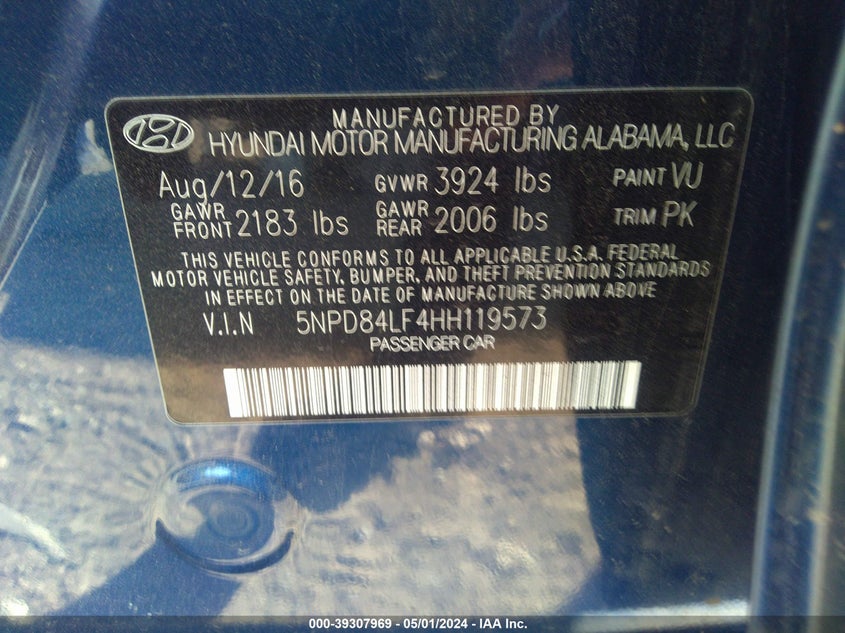 MANUFACTURED BY
HYUNDAI MOTOR MANUFACTURING ALABAMA, LLC
Aug/12/16 GVWR 3924 lbs PAINT VU
GAWR FRONT 2183 lbs GAWR REAR 2006 lbs TRIM PK
THIS VEHICLE CONFORMS TO ALL APPLICABLE U.S.A. FEDERAL
MOTOR VEHICLE SAFETY, BUMPER, AND THEFT PREVENTION STANDARDS
IN EFFECT ON THE DATE OF MANUFACTURE SHOWN ABOVE
V.I.N 5NPD84LF4HH119573
PASSENGER CAR
000-39307969 - 05/01/2024 - IAA Inc.